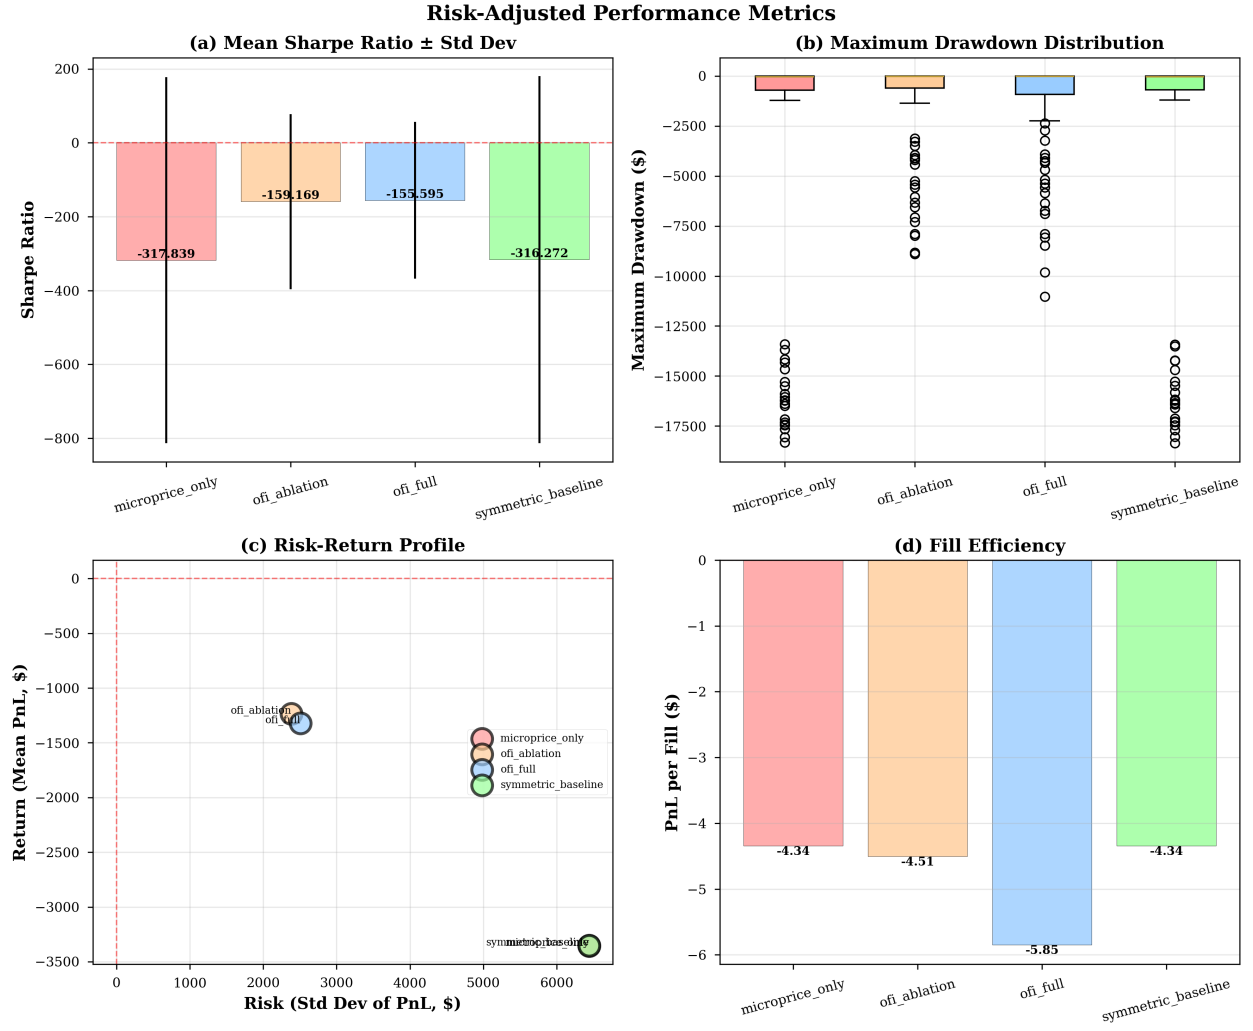 Risk-Adjusted Performance Metrics
(a) Mean Sharpe Ratio ± Std Dev
200
0
−200
−400
−600
−800
Sharpe Ratio
-317.839
-159.169
-155.595
-316.272
microprice_only
ofi_ablation
ofi_full
symmetric_baseline
(b) Maximum Drawdown Distribution
0
−2500
−5000
−7500
−10000
−12500
−15000
−17500
Maximum Drawdown ($)
microprice_only
ofi_ablation
ofi_full
symmetric_baseline
(c) Risk-Return Profile
0
−500
−1000
−1500
−2000
−2500
−3000
−3500
Return (Mean PnL, $)
ofi_ablation
ofi_full
microprice_only
ofi_ablation
ofi_full
symmetric_baseline
symmetric_baseline
microprice_only
0
1000
2000
3000
4000
5000
6000
Risk (Std Dev of PnL, $)
(d) Fill Efficiency
0
−1
−2
−3
−4
−5
−6
PnL per Fill ($)
-4.34
-4.51
-5.85
-4.34
microprice_only
ofi_ablation
ofi_full
symmetric_baseline